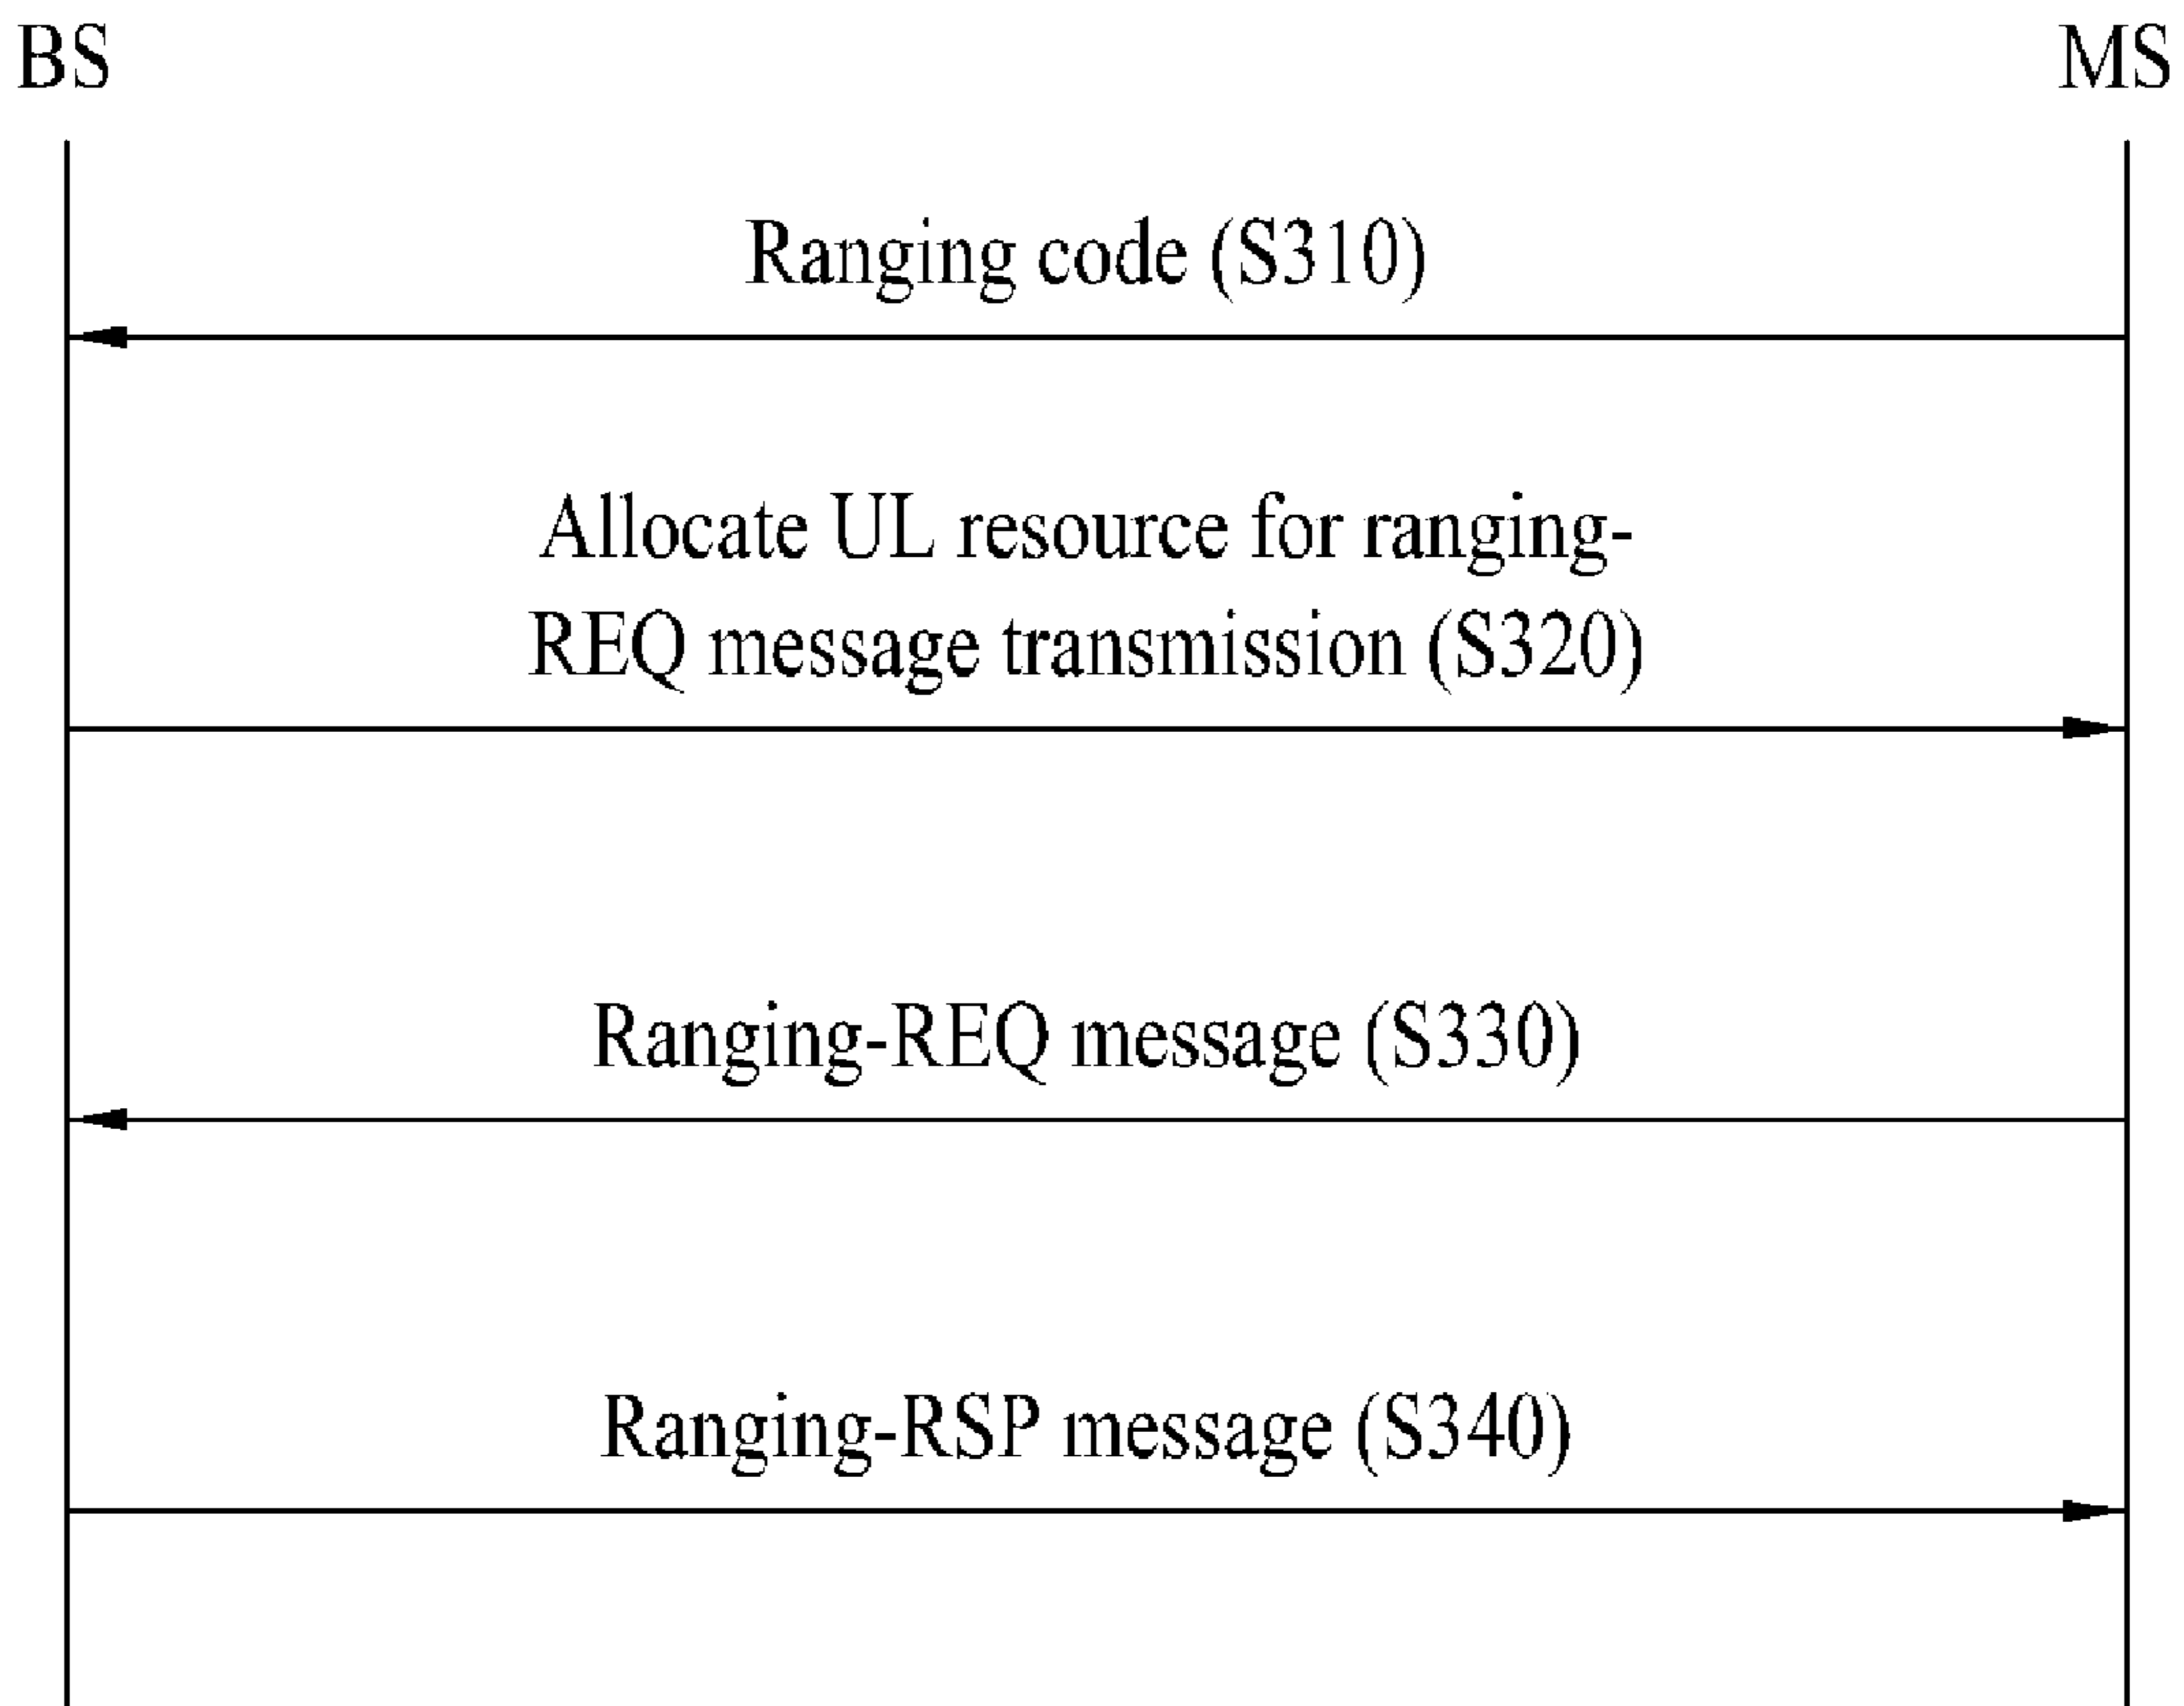 BS
MS
Ranging code (S310)
Allocate UL resource for ranging-
REQ message transmission (S320)
Ranging-REQ message (S330)
Ranging-RSP message (S340)